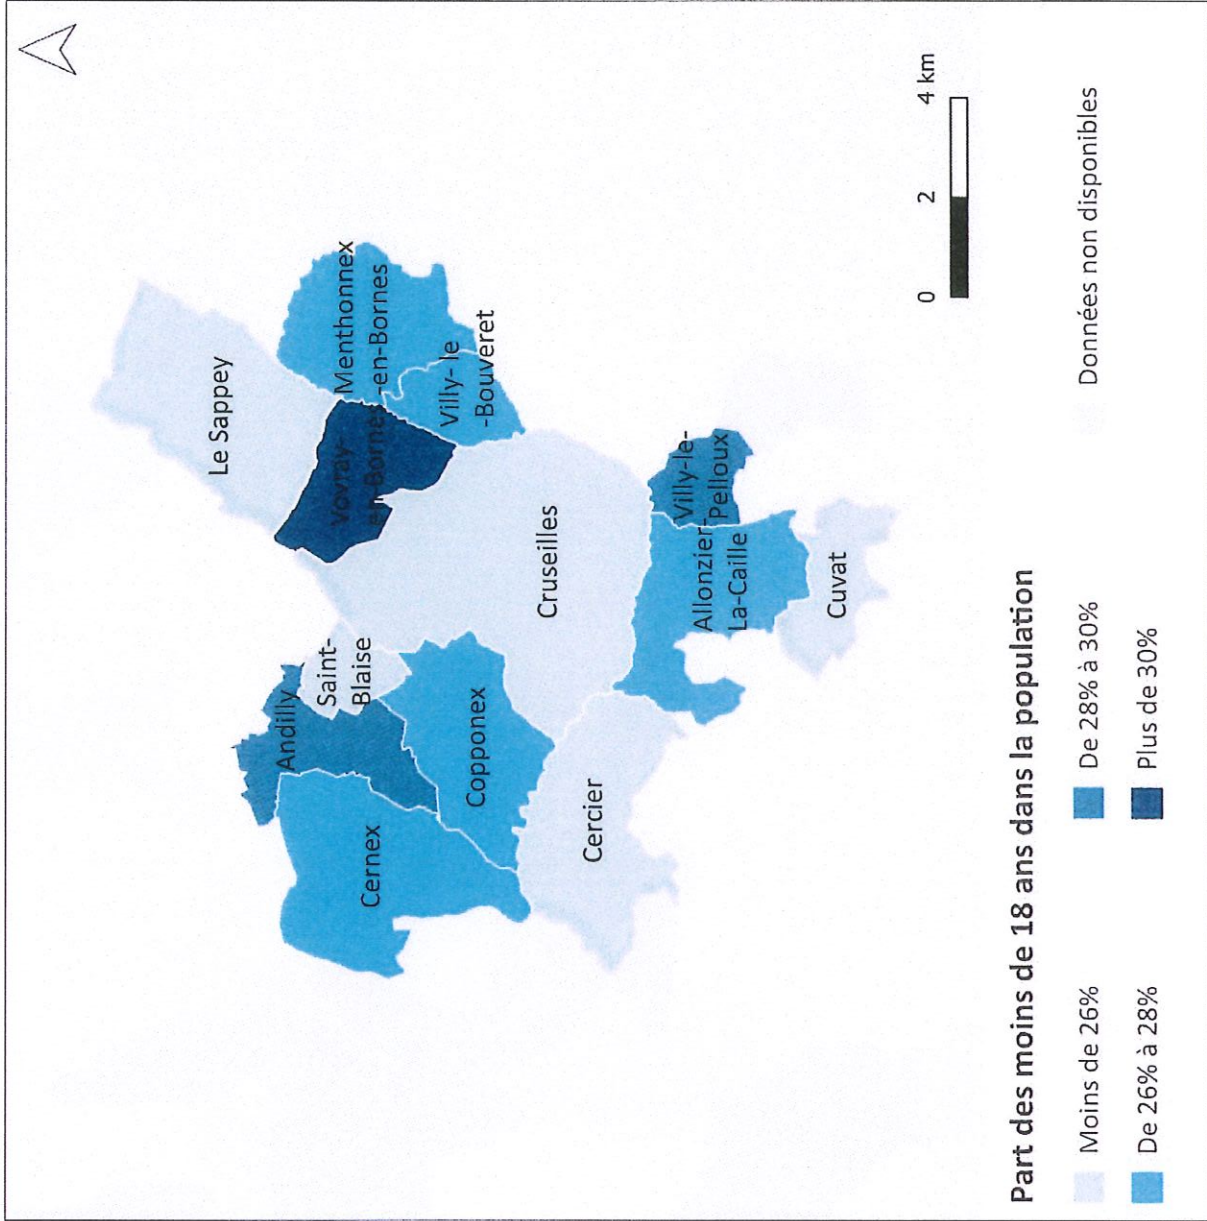 Le Sappey
Menthonnex
-en-Bornes
Vovray-
en-Bornes
Villy- le
-Bouveret
Saint-
Blaise
Andilly
Cernex
Copponex
Cruseilles
Cercier
Villy-le-
Pelloux
Allonzier-
La-Caille
Cuvat
0 2 4 km
Part des moins de 18 ans dans la population
Moins de 26%
De 26% à 28%
De 28% à 30%
Plus de 30%
Données non disponibles